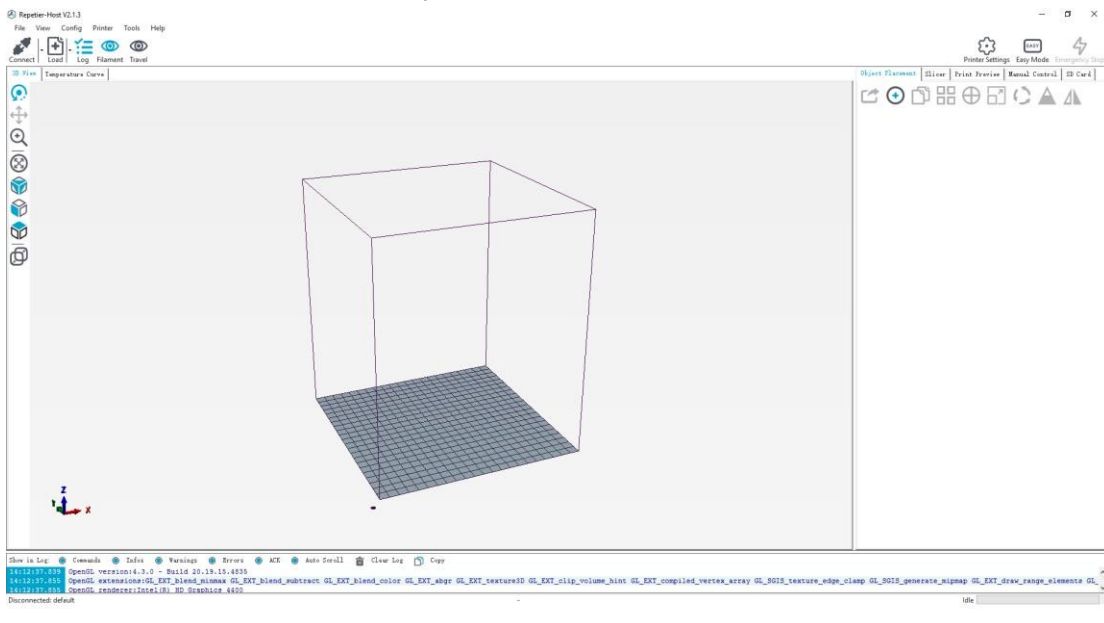 Repetier-Host V2.1.3
File View Config Printer Tools Help
Connect Load Log Filament Travel
Printer Settings Easy Mode Emergency Stop
EASY
3D View Temperature Curve
Object Placement Slicer Print Preview Manual Control SD Card
Z
Y
X
Show in Log: Commands Infos Warnings Errors ACK Auto Scroll Clear Log Copy
14:12:37.839 OpenGL version:4.3.0 - Build 20.19.15.4835
14:12:37.855 OpenGL extensions:GL_EXT_blend_minmax GL_EXT_blend_subtract GL_EXT_blend_color GL_EXT_abgr GL_EXT_texture3D GL_EXT_clip_volume_hint GL_EXT_compiled_vertex_array GL_SGIS_texture_edge_clamp GL_SGIS_generate_mipmap GL_EXT_draw_range_elements GL_
14:12:37.855 OpenGL renderer:Intel(R) HD Graphics 4400
Disconnected: default
-
Idle